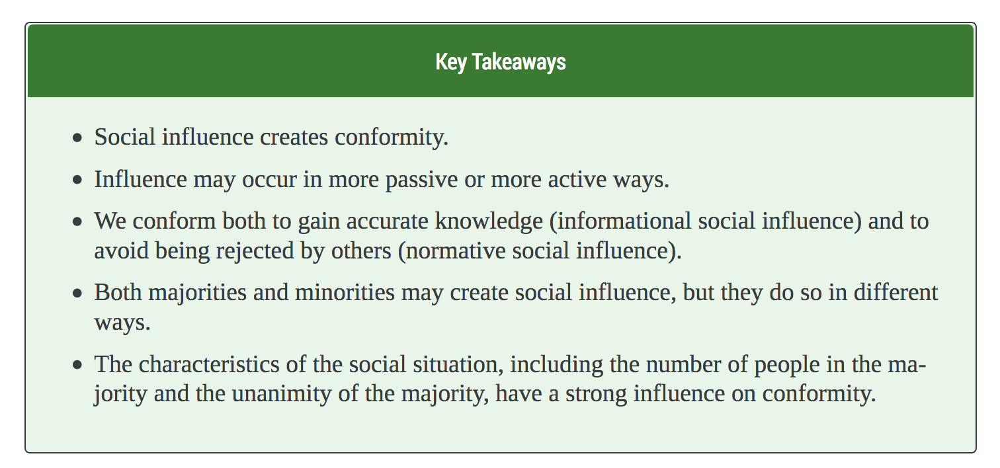 Key Takeaways
• Social influence creates conformity.
• Influence may occur in more passive or more active ways.
• We conform both to gain accurate knowledge (informational social influence) and to
avoid being rejected by others (normative social influence).
• Both majorities and minorities may create social influence, but they do so in different
ways.
• The characteristics of the social situation, including the number of people in the ma-
jority and the unanimity of the majority, have a strong influence on conformity.